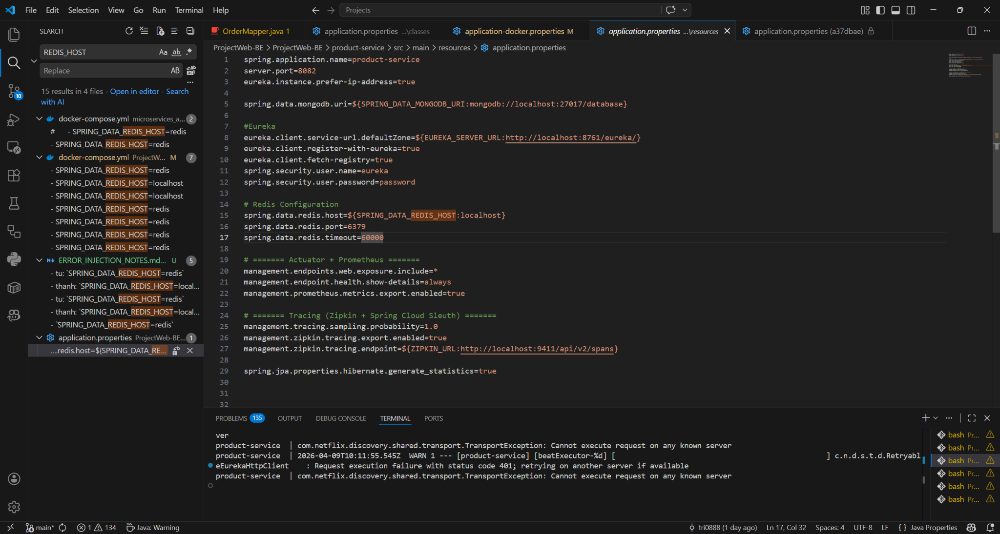 File Edit Selection View Go Run Terminal Help
Projects
SEARCH
REDIS_HOST
Aa ab .*
Replace
AB
15 results in 4 files - Open in editor - Search
with AI
docker-compose.yml microservices_a... 2
# - SPRING_DATA_REDIS_HOST=redis
- SPRING_DATA_REDIS_HOST=redis
docker-compose.yml ProjectW... M 7
- SPRING_DATA_REDIS_HOST=redis
- SPRING_DATA_REDIS_HOST=localhost
- SPRING_DATA_REDIS_HOST=localhost
- SPRING_DATA_REDIS_HOST=redis
- SPRING_DATA_REDIS_HOST=redis
- SPRING_DATA_REDIS_HOST=redis
- SPRING_DATA_REDIS_HOST=redis
ERROR_INJECTION_NOTES.md... U 5
- tu: `SPRING_DATA_REDIS_HOST=redis`
- thanh: `SPRING_DATA_REDIS_HOST=local...
- tu: `SPRING_DATA_REDIS_HOST=redis`
- thanh: `SPRING_DATA_REDIS_HOST=local...
- `SPRING_DATA_REDIS_HOST=redis`
application.properties ProjectWeb-BE... 1
....redis.host=${SPRING_DATA_RE...
10
OrderMapper.java 1
application.properties ...\classes
application-docker.properties M
application.properties ...\resources
application.properties (a37dbae)
ProjectWeb-BE > ProjectWeb-BE > product-service > src > main > resources > application.properties
1 spring.application.name=product-service
2 server.port=8082
3 eureka.instance.prefer-ip-address=true
4
5 spring.data.mongodb.uri=${SPRING_DATA_MONGODB_URI:mongodb://localhost:27017/database}
6
7 #Eureka
8 eureka.client.service-url.defaultZone=${EUREKA_SERVER_URL:http://localhost:8761/eureka/}
9 eureka.client.register-with-eureka=true
10 eureka.client.fetch-registry=true
11 spring.security.user.name=eureka
12 spring.security.user.password=password
13
14 # Redis Configuration
15 spring.data.redis.host=${SPRING_DATA_REDIS_HOST:localhost}
16 spring.data.redis.port=6379
17 spring.data.redis.timeout=60000
18
19 # ======= Actuator + Prometheus =======
20 management.endpoints.web.exposure.include=*
21 management.endpoint.health.show-details=always
22 management.prometheus.metrics.export.enabled=true
23
24 # ======= Tracing (Zipkin + Spring Cloud Sleuth) =======
25 management.tracing.sampling.probability=1.0
26 management.zipkin.tracing.export.enabled=true
27 management.zipkin.tracing.endpoint=${ZIPKIN_URL:http://localhost:9411/api/v2/spans}
28
29 spring.jpa.properties.hibernate.generate_statistics=true
30
31
32
PROBLEMS 135 OUTPUT DEBUG CONSOLE TERMINAL PORTS
ver
product-service | com.netflix.discovery.shared.transport.TransportException: Cannot execute request on any known server
product-service | 2026-04-09T10:11:55.545Z WARN 1 --- [product-service] [beatExecutor-%d] [ ] c.n.d.s.t.d.Retryabl
eEurekaHttpClient : Request execution failure with status code 401; retrying on another server if available
product-service | com.netflix.discovery.shared.transport.TransportException: Cannot execute request on any known server
bash Pr...
bash Pr...
bash Pr...
bash Pr...
bash Pr...
bash Pr...
main* 1 134 Java: Warning
tri0888 (1 day ago) Ln 17, Col 32 Spaces: 4 UTF-8 LF {} Java Properties